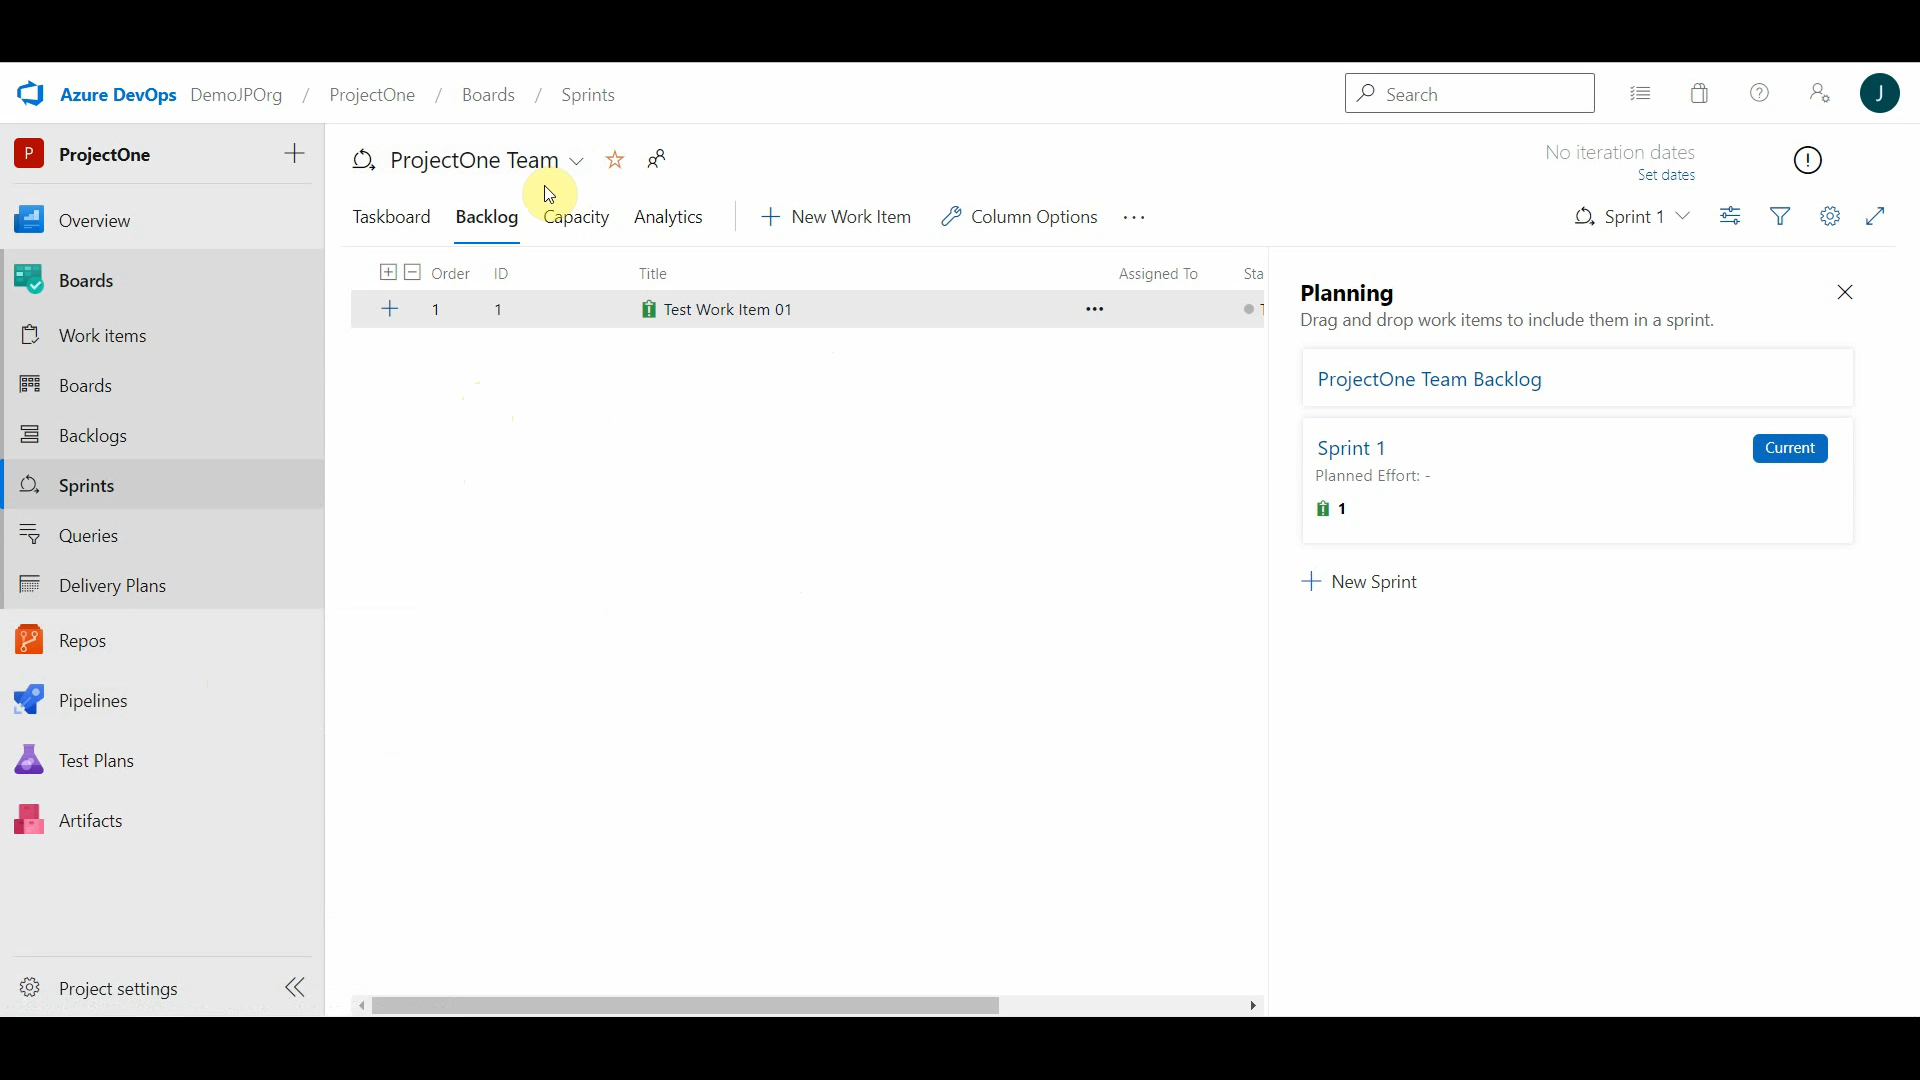 Azure DevOps DemoJPOrg / ProjectOne / Boards / Sprints Search J
P ProjectOne
ProjectOne Team
No iteration dates
Set dates
Taskboard Backlog Capacity Analytics New Work Item Column Options Sprint 1
Overview
Boards
Work items
Boards
Backlogs
Sprints
Queries
Delivery Plans
Repos
Pipelines
Test Plans
Artifacts
Project settings
Order ID Title Assigned To Sta
1 1 Test Work Item 01
Planning
Drag and drop work items to include them in a sprint.
ProjectOne Team Backlog
Sprint 1 Current
Planned Effort: -
1
New Sprint